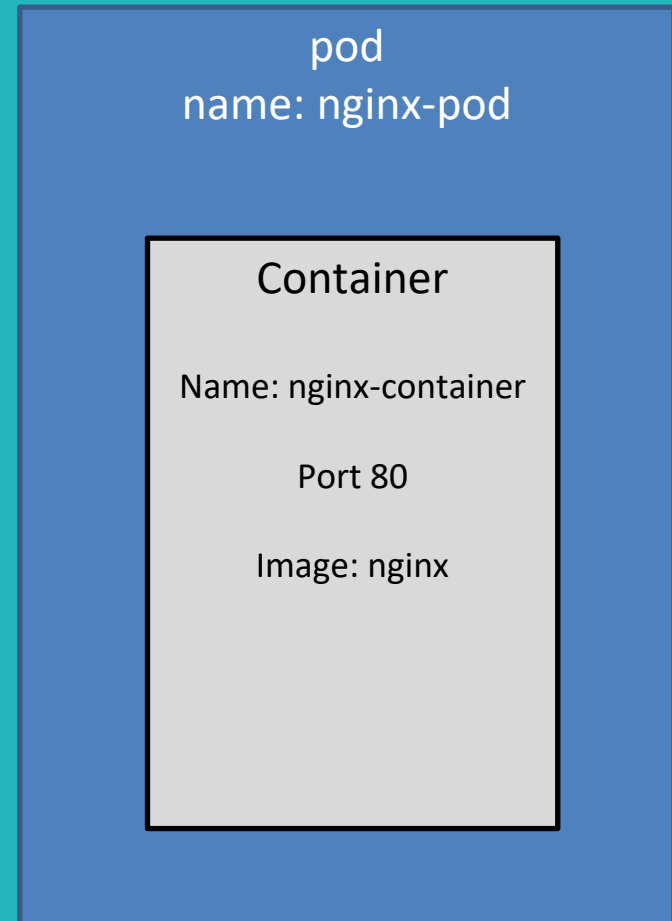 pod
name: nginx-pod
Container
Name: nginx-container
Port 80
Image: nginx